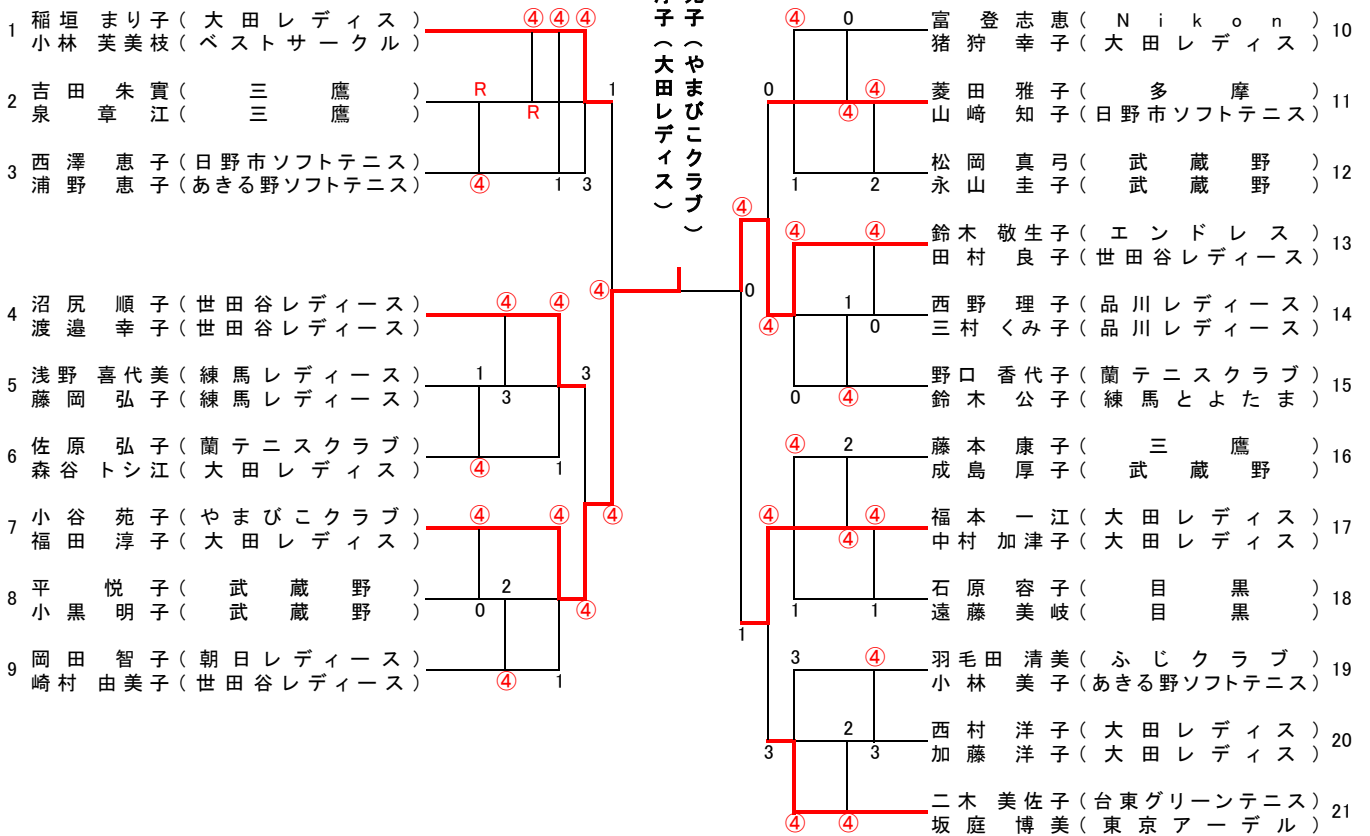 1
稲垣 まり子(大田レディス)
小林 芙美枝(ベストサークル)
④ ④ ④
2
吉田 朱實(三鷹)
泉 章江(三鷹)
R
R
1
3
西澤 恵子(日野市ソフトテニス)
浦野 恵子(あきる野ソフトテニス)
④
1 3
4
沼尻 順子(世田谷レディース)
渡邉 幸子(世田谷レディース)
④ ④
④
5
浅野 喜代美(練馬レディース)
藤岡 弘子(練馬レディース)
1
3
3
6
佐原 弘子(蘭テニスクラブ)
森谷 トシ江(大田レディス)
④
1
7
小谷 苑子(やまびこクラブ)
福田 淳子(大田レディス)
④ ④ ④
8
平 悦子(武蔵野)
小黒 明子(武蔵野)
0
2
④
9
岡田 智子(朝日レディース)
崎村 由美子(世田谷レディース)
④
1
子(やまびこクラブ)
子(大田レディス)
④ 0
富 登志恵(Nikon)
猪狩 幸子(大田レディス)
10
0
④
④
菱田 雅子(多摩)
山﨑 知子(日野市ソフトテニス)
11
1
2
松岡 真弓(武蔵野)
永山 圭子(武蔵野)
12
④
④ ④
鈴木 敬生子(エンドレス)
田村 良子(世田谷レディース)
13
0
④
1
0
西野 理子(品川レディース)
三村 くみ子(品川レディース)
14
0
④
野口 香代子(蘭テニスクラブ)
鈴木 公子(練馬とよたま)
15
④ 2
藤本 康子(三鷹)
成島 厚子(武蔵野)
16
④
④
④
福本 一江(大田レディス)
中村 加津子(大田レディス)
17
1
1
石原 容子(目黒)
遠藤 美岐(目黒)
18
1
3 ④
羽毛田 清美(ふじクラブ)
小林 美子(あきる野ソフトテニス)
19
3
2
3
西村 洋子(大田レディス)
加藤 洋子(大田レディス)
20
④ ④
二木 美佐子(台東グリーンテニス)
坂庭 博美(東京アーデル)
21